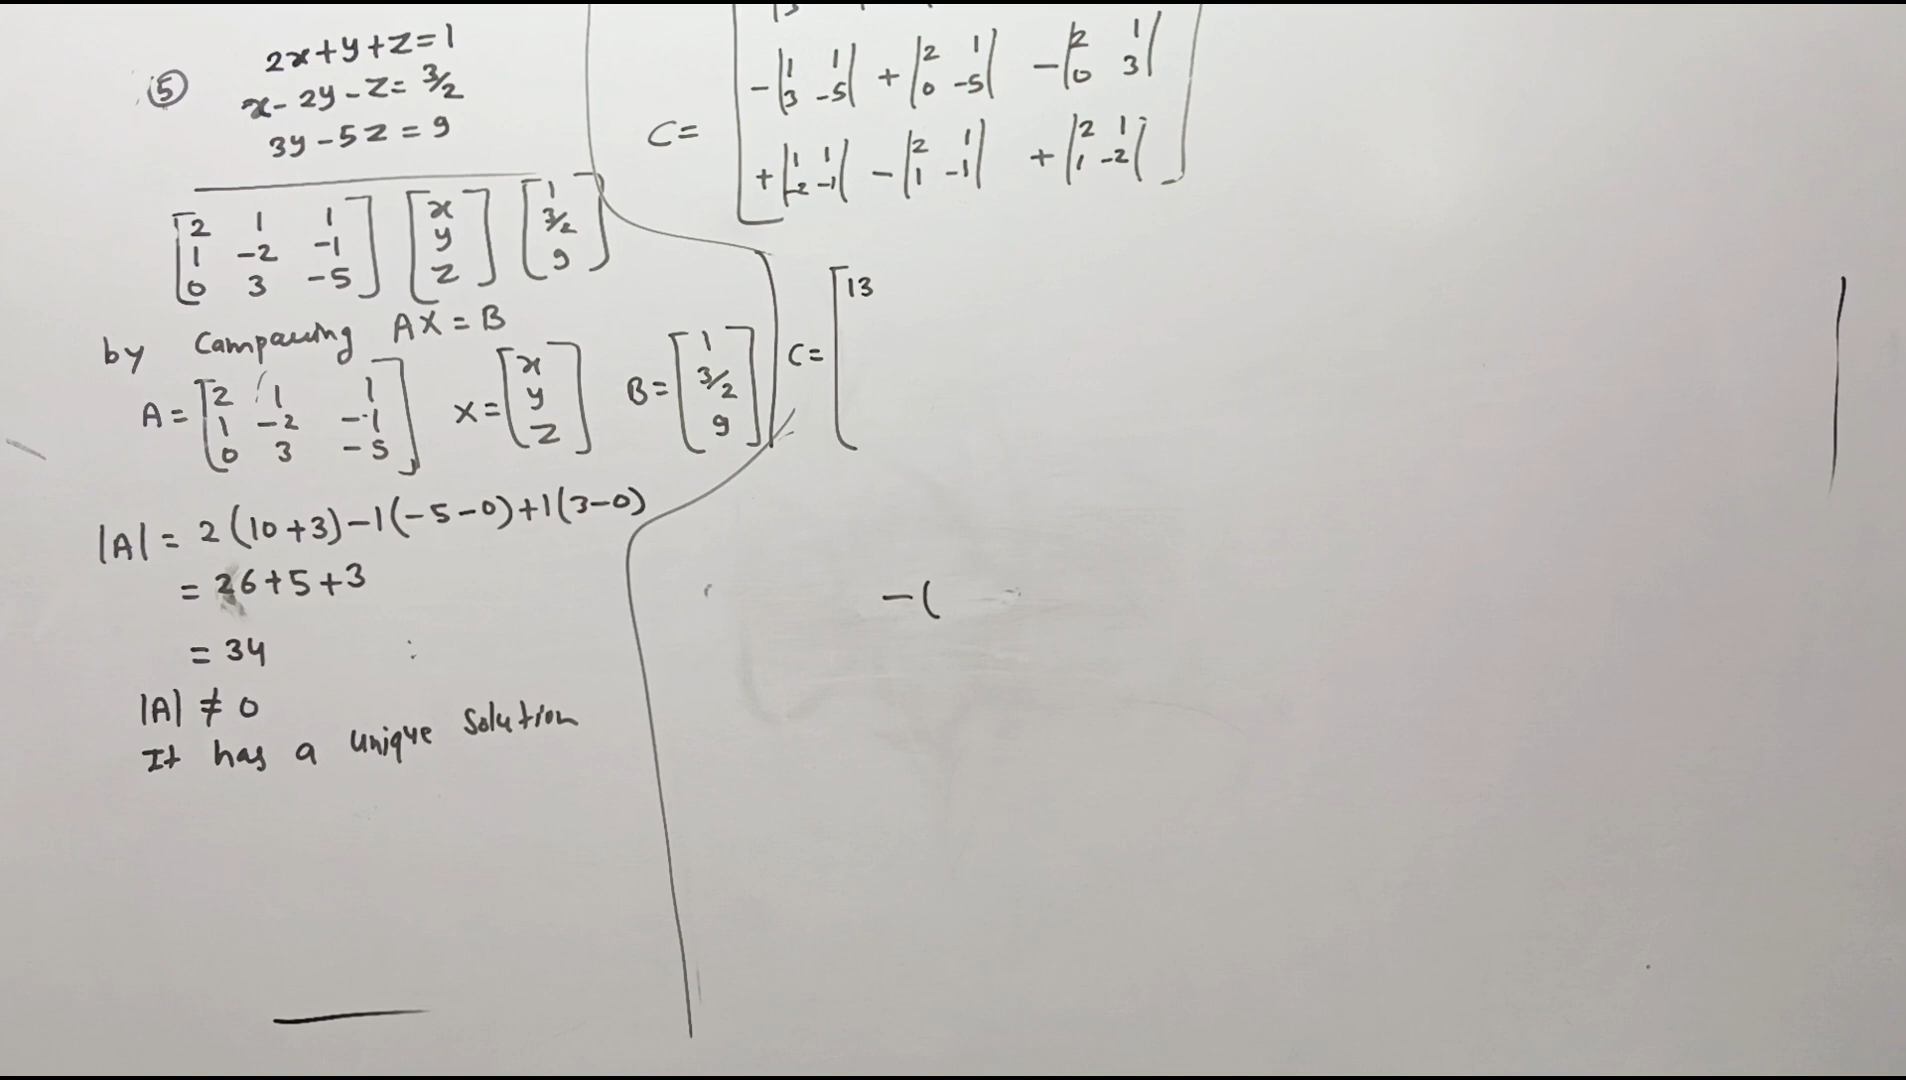 ⑤
2x+y+z=1
x-2y-z=3/2
3y-5z=9
[2 1 1] [x] [1]
[1 -2 -1] [y] [3/2]
[0 3 -5] [z] [9]
by Campauing AX=B
A= [2 1 1] X= [x] B= [1]
[1 -2 -1] [y] [3/2]
[0 3 -5] [z] [9]
|A| = 2(10+3)-1(-5-0)+1(3-0)
= 26+5+3
= 34
|A| ≠ 0
It has a unique Solution
C=
-|1 1| +|2 1| -|2 1|
|3 -5| |0 -5| |0 3|
+|1 1| -|2 1| +|2 1|
|-2 -1| |1 -1| |1 -2|
C= [13
-(